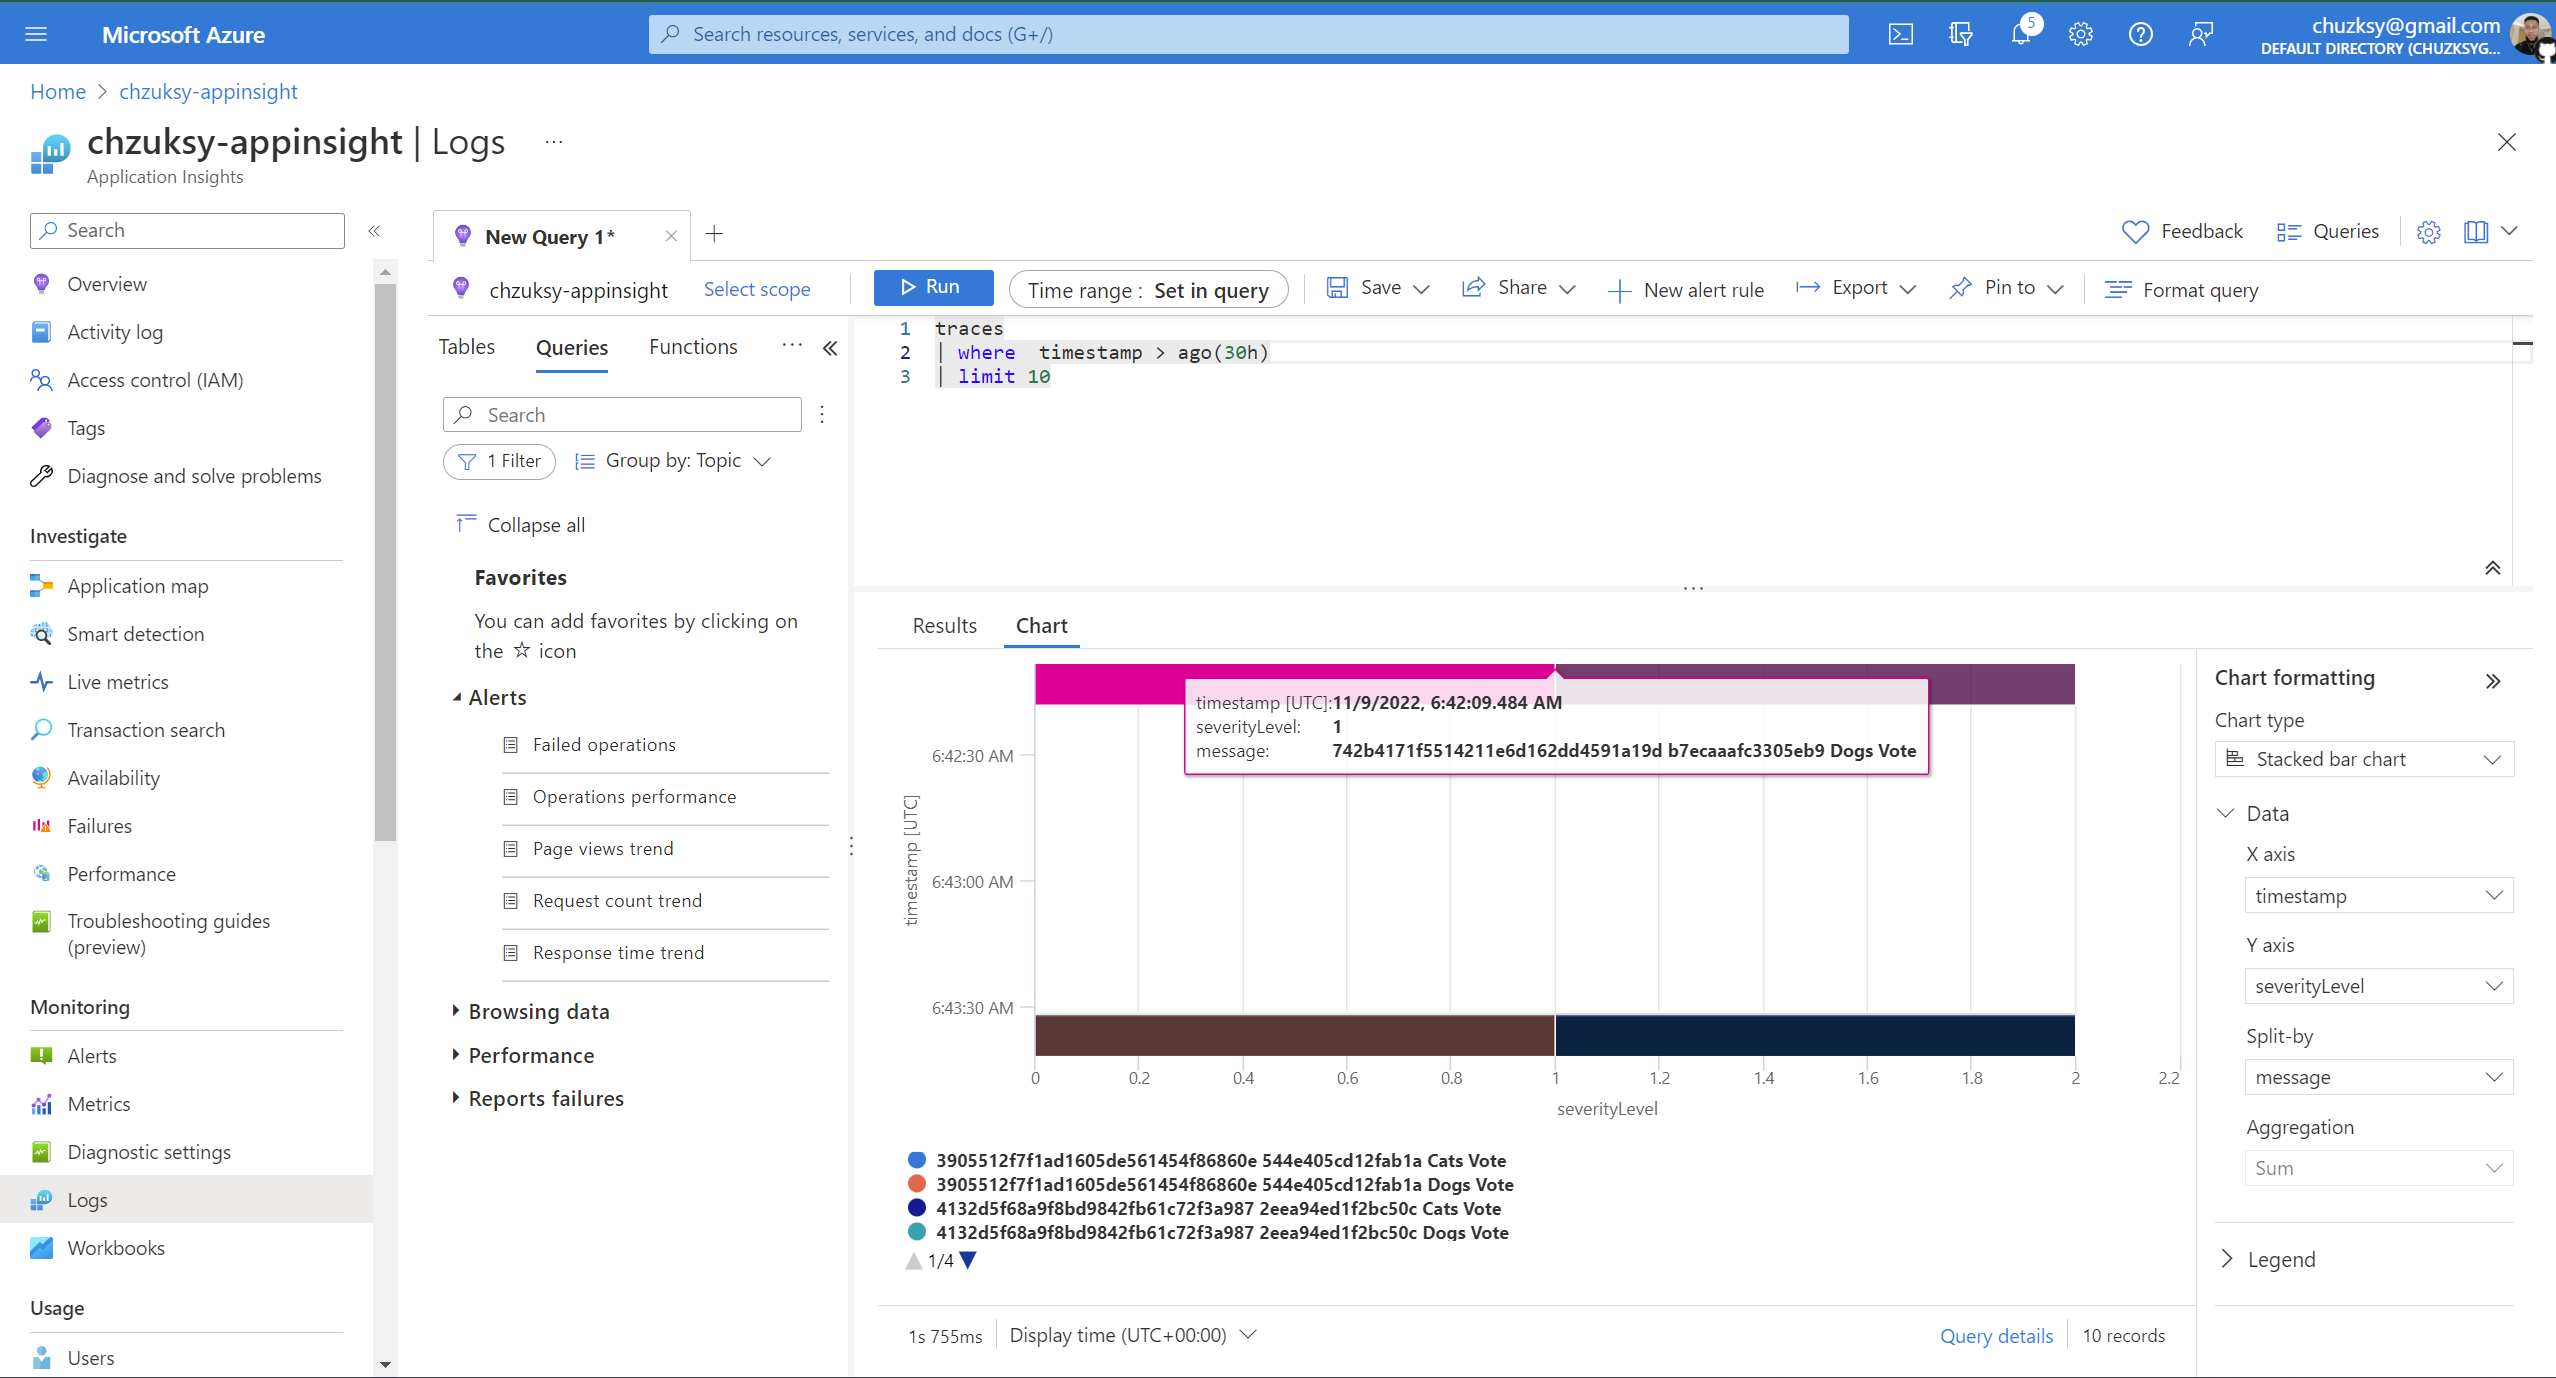 Microsoft Azure
Search resources, services, and docs (G+/)
5
chuzksy@gmail.com
DEFAULT DIRECTORY (CHUZKSYG...
Home > chzuksy-appinsight
chzuksy-appinsight | Logs ...
Application Insights
Search
Overview
Activity log
Access control (IAM)
Tags
Diagnose and solve problems
Investigate
Application map
Smart detection
Live metrics
Transaction search
Availability
Failures
Performance
Troubleshooting guides
(preview)
Monitoring
Alerts
Metrics
Diagnostic settings
Logs
Workbooks
Usage
Users
New Query 1*
Feedback
Queries
chzuksy-appinsight
Select scope
Run
Time range : Set in query
Save
Share
New alert rule
Export
Pin to
Format query
Tables
Queries
Functions
...
Search
1 Filter
Group by: Topic
Collapse all
Favorites
You can add favorites by clicking on
the ☆ icon
Alerts
Failed operations
Operations performance
Page views trend
Request count trend
Response time trend
Browsing data
Performance
Reports failures
1 traces
2 | where  timestamp > ago(30h)
3 | limit 10
Results
Chart
timestamp [UTC]:11/9/2022, 6:42:09.484 AM
severityLevel: 1
message: 742b4171f5514211e6d162dd4591a19d b7ecaaafc3305eb9 Dogs Vote
timestamp [UTC]
6:42:30 AM
6:43:00 AM
6:43:30 AM
0 0.2 0.4 0.6 0.8 1 1.2 1.4 1.6 1.8 2 2.2
severityLevel
3905512f7f1ad1605de561454f86860e 544e405cd12fab1a Cats Vote
3905512f7f1ad1605de561454f86860e 544e405cd12fab1a Dogs Vote
4132d5f68a9f8bd9842fb61c72f3a987 2eea94ed1f2bc50c Cats Vote
4132d5f68a9f8bd9842fb61c72f3a987 2eea94ed1f2bc50c Dogs Vote
1/4
1s 755ms
Display time (UTC+00:00)
Query details
10 records
Chart formatting
Chart type
Stacked bar chart
Data
X axis
timestamp
Y axis
severityLevel
Split-by
message
Aggregation
Sum
Legend